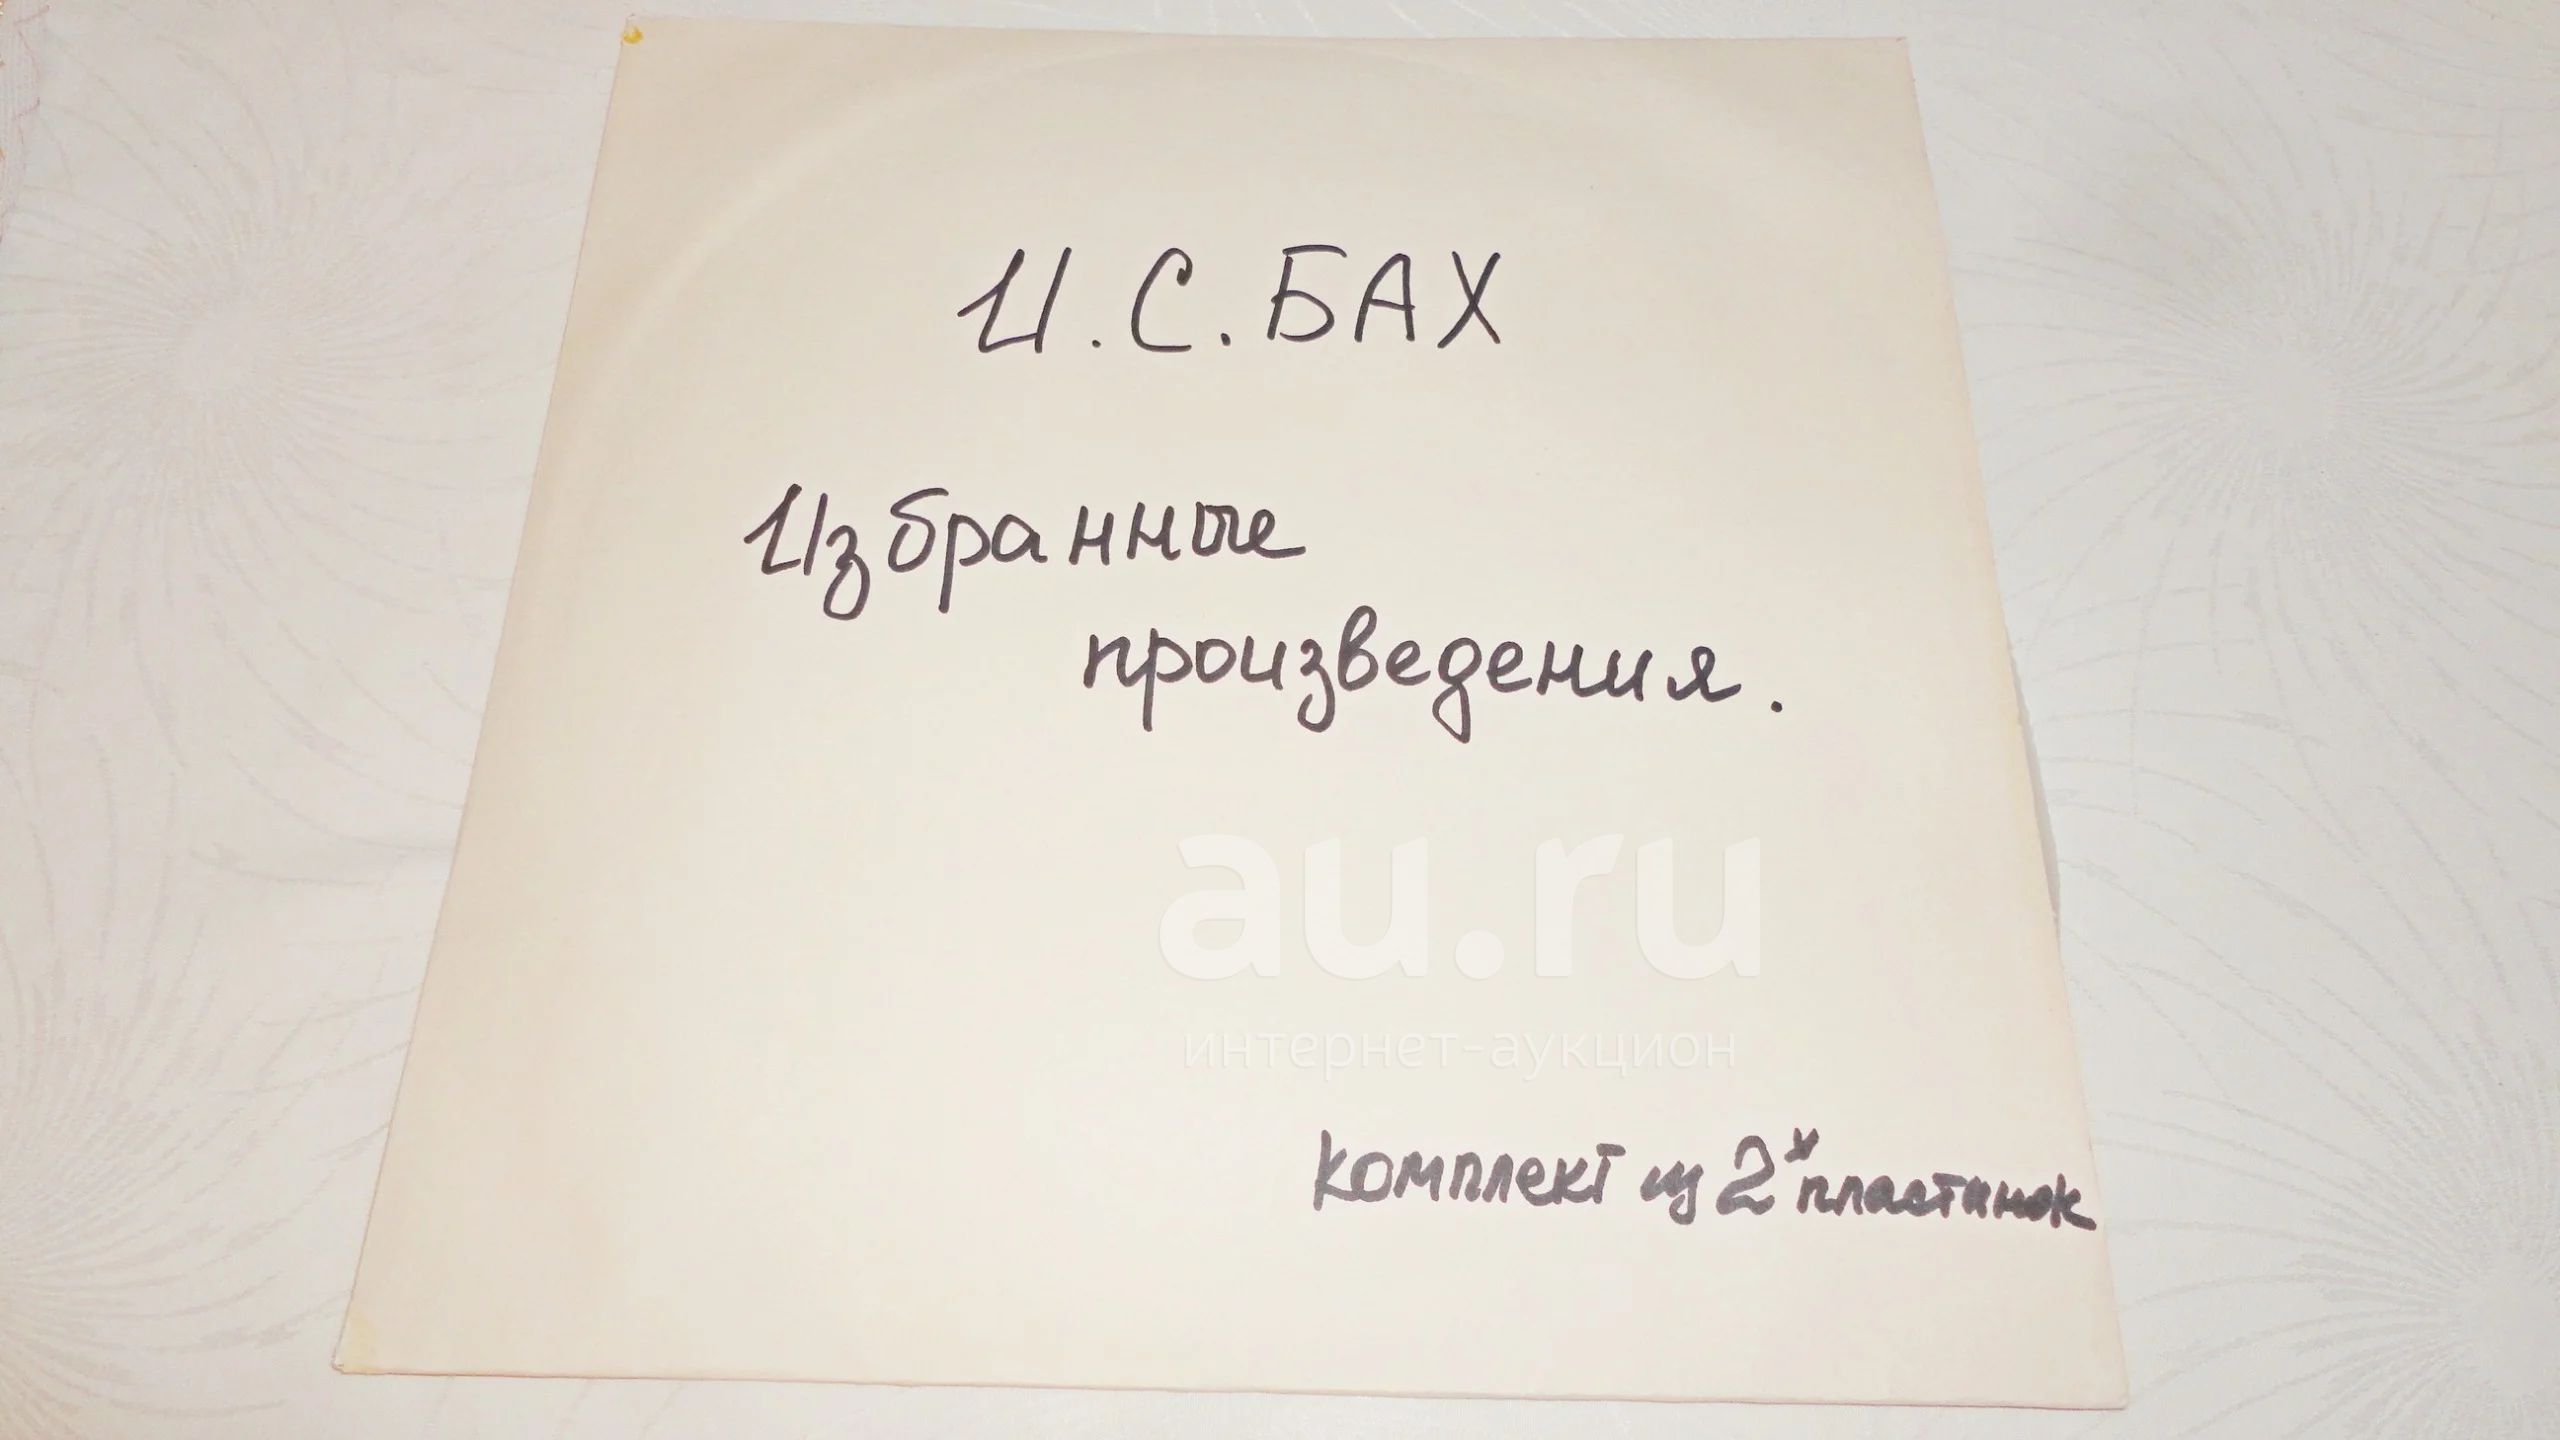 И.С.БАХ
Избранные
произведения.
au.ru
интернет-аукцион
комплект из 2х пластинок